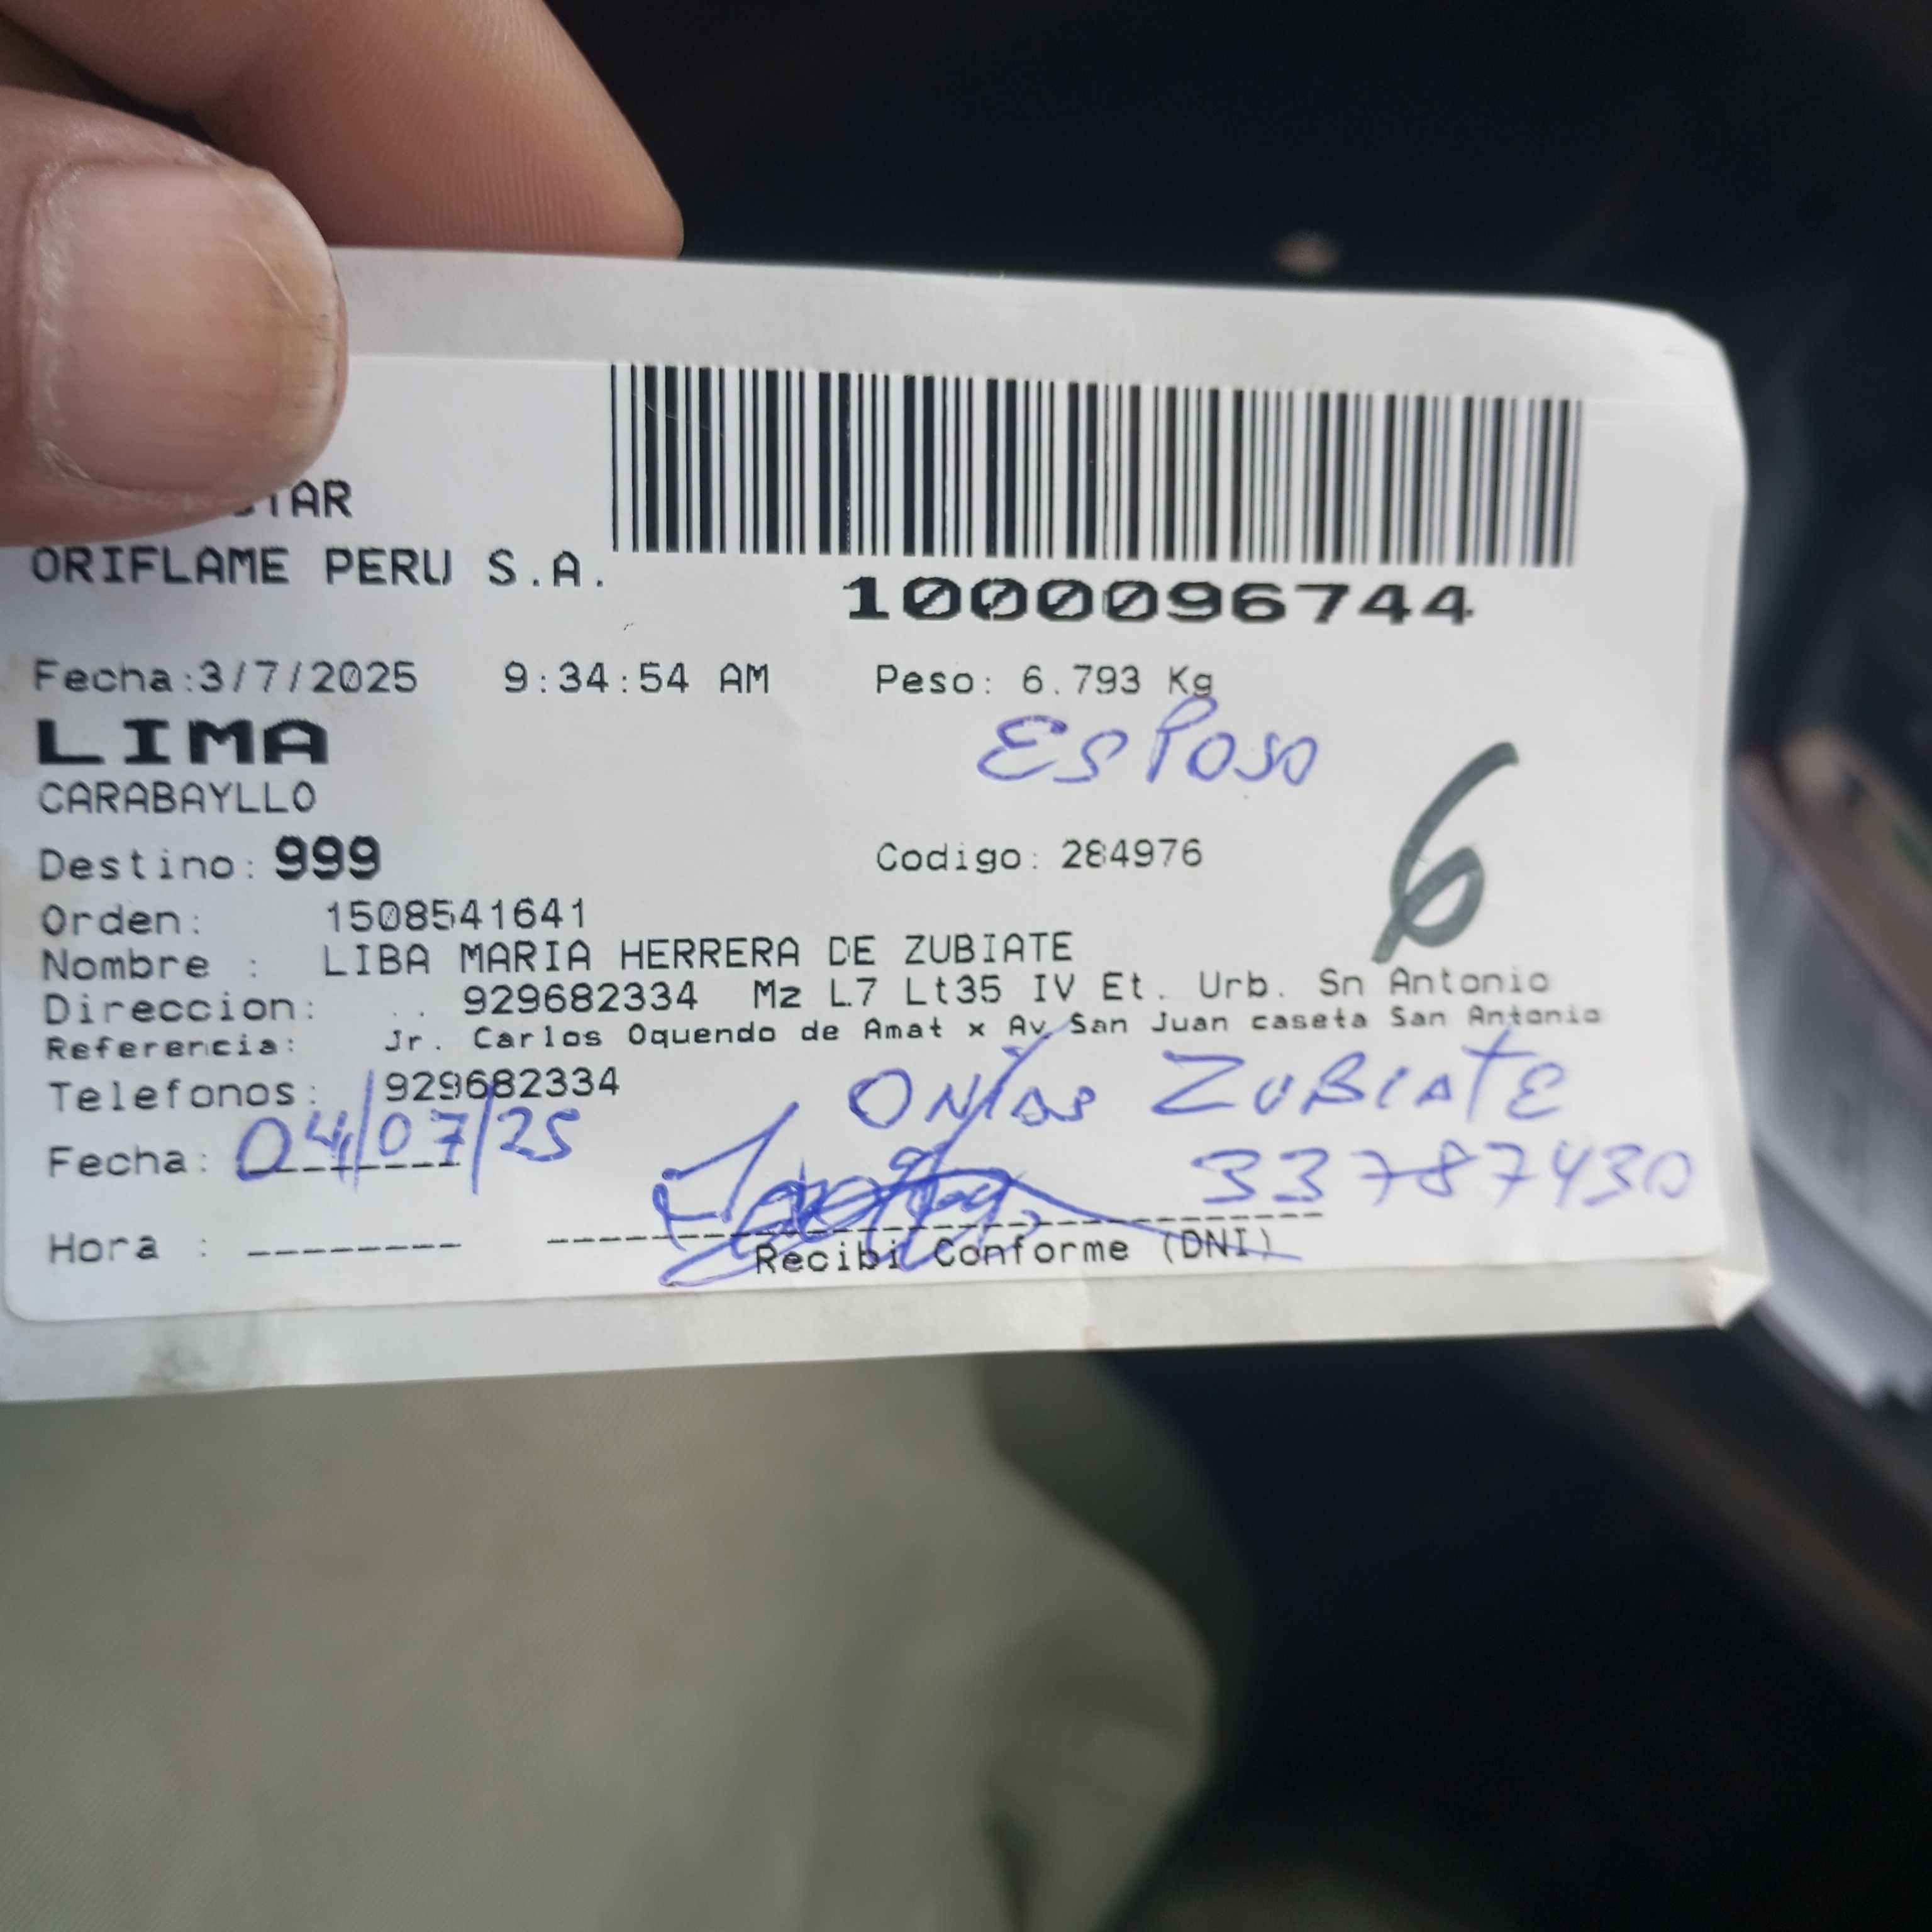 STAR
ORIFLAME PERU S.A.
1000096744
Fecha:3/7/2025 9:34:54 AM Peso: 6.793 Kg
LIMA
ESPOSO
CARABAYLLO
6
Destino: 999 Codigo: 284976
Orden: 1508541641
Nombre : LIBA MARIA HERRERA DE ZUBIATE
Direccion: . . 929682334 Mz L.7 Lt35 IV Et. Urb. Sn Antonio
Referencia: Jr. Carlos Oquendo de Amat x Av San Juan caseta San Antonio
Telefonos: 929682334
ZUBIATE
Fecha: 04/07/25
33787430
Hora :
Recibi Conforme (DNI)